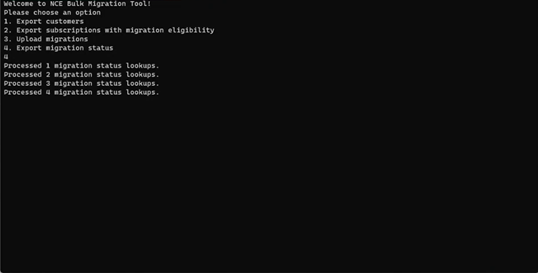 Welcome to NCE Bulk Migration Tool!
Please choose an option
1. Export customers
2. Export subscriptions with migration eligibility
3. Upload migrations
4. Export migration status
4
Processed 1 migration status lookups.
Processed 2 migration status lookups.
Processed 3 migration status lookups.
Processed 4 migration status lookups.